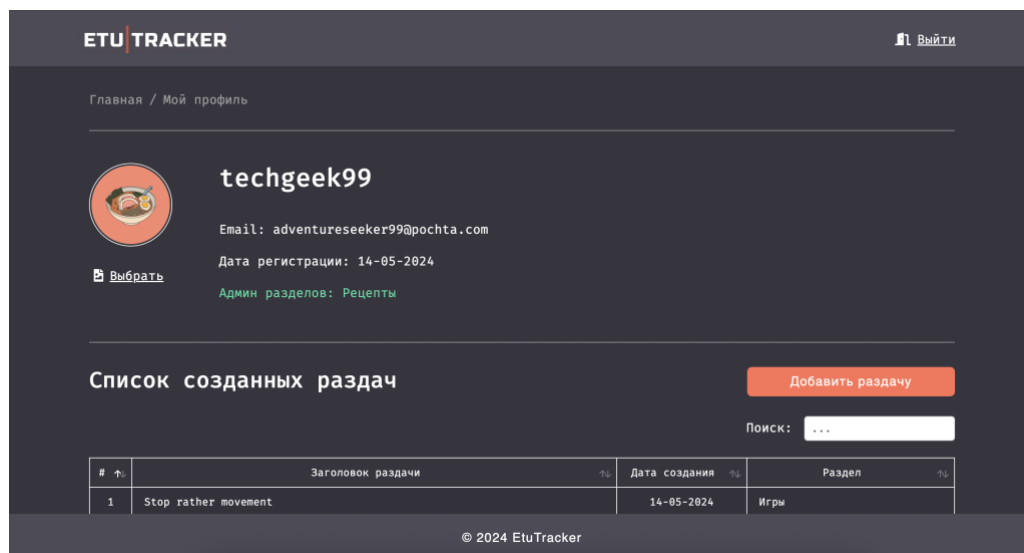 ETU TRACKER
Выйти
Главная / Мой профиль
techgeek99
Email: adventureseeker99@pochta.com
Дата регистрации: 14-05-2024
Выбрать
Админ разделов: Рецепты
Список созданных раздач
Добавить раздачу
Поиск: ...
# Заголовок раздачи Дата создания Раздел
1 Stop rather movement 14-05-2024 Игры
© 2024 EtuTracker